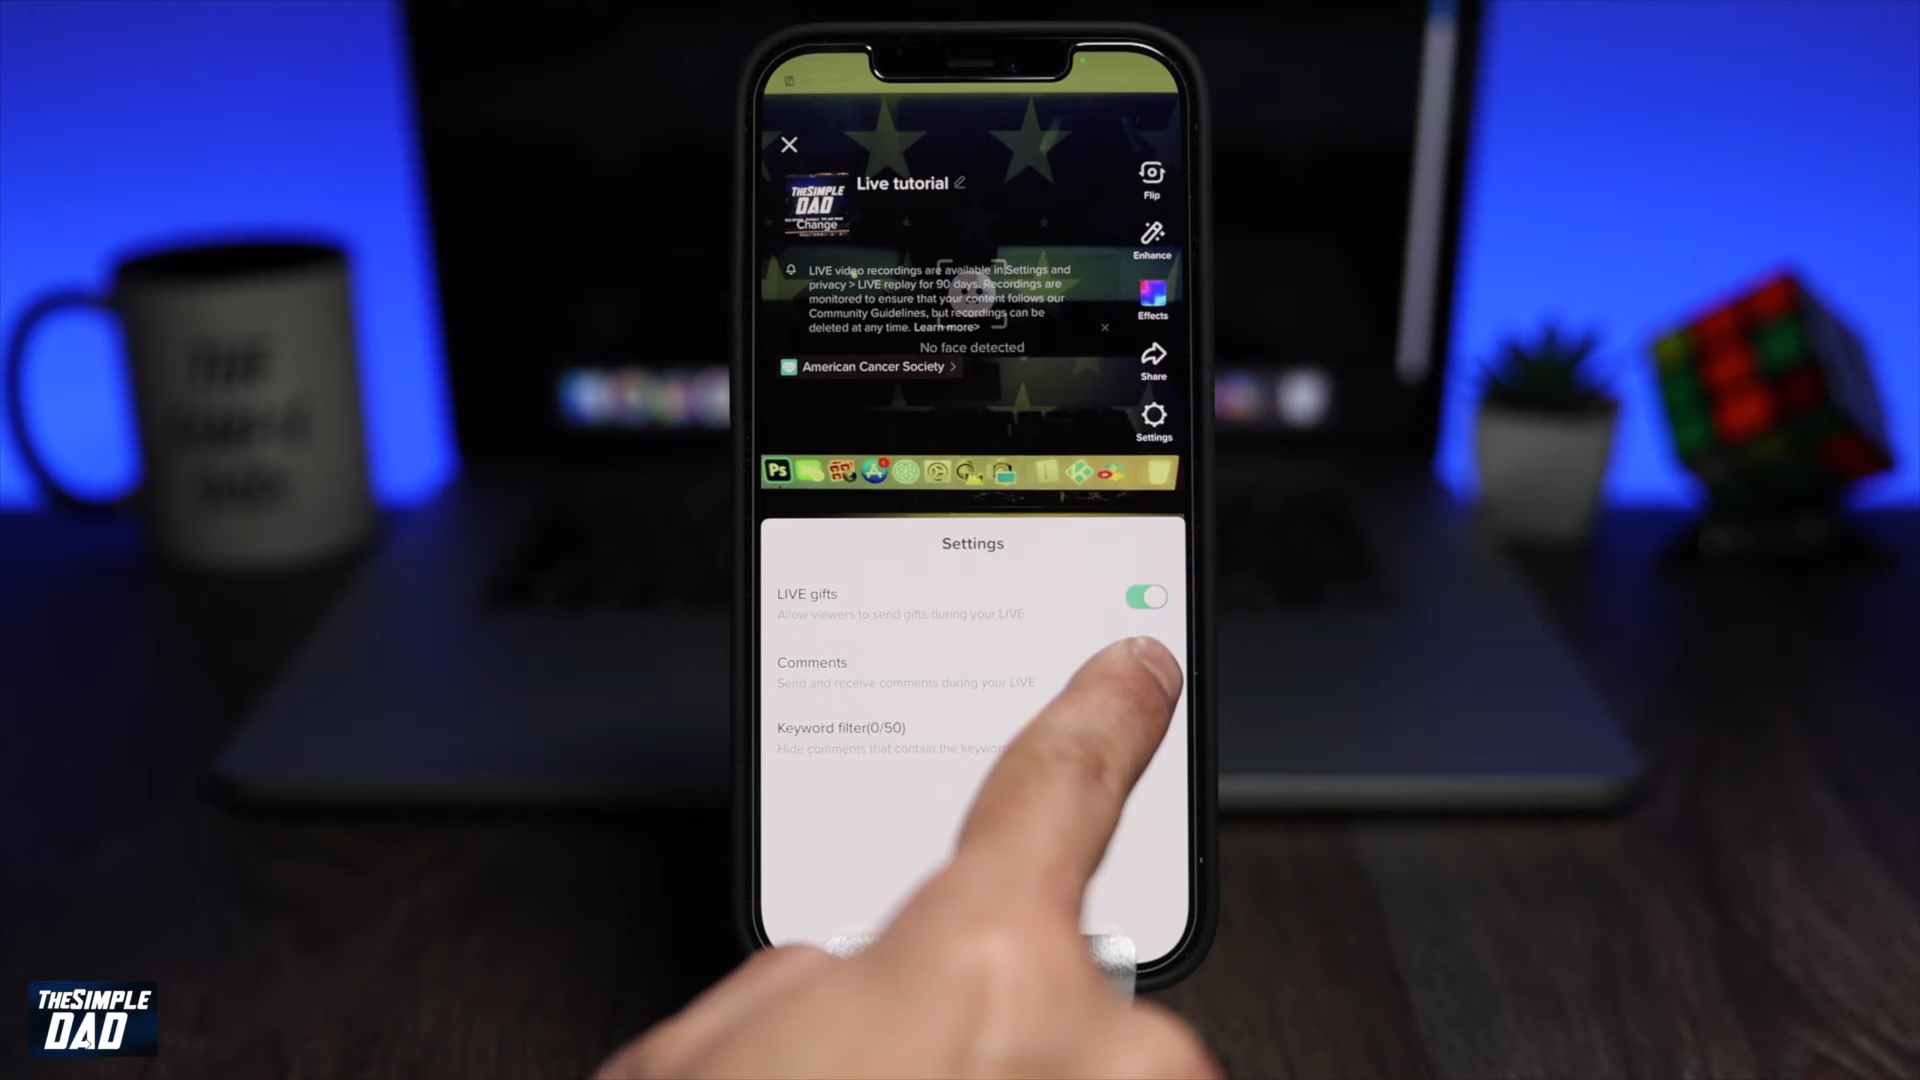 Live tutorial
THESIMPLE
DAD
Change
Flip
Enhance
Effects
Share
Settings
LIVE video recordings are available in Settings and
privacy > LIVE replay for 90 days. Recordings are
monitored to ensure that your content follows our
Community Guidelines, but recordings can be
deleted at any time. Learn more>
No face detected
American Cancer Society >
Ps
Settings
LIVE gifts
Allow viewers to send gifts during your LIVE
Comments
Send and receive comments during your LIVE
Keyword filter(0/50)
Hide comments that contain the
THESIMPLE
DAD